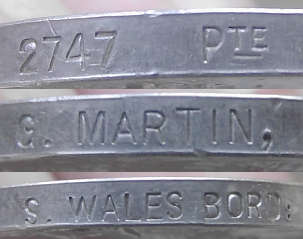 2747 PTE
G. MARTIN,
S. WALES BORD: